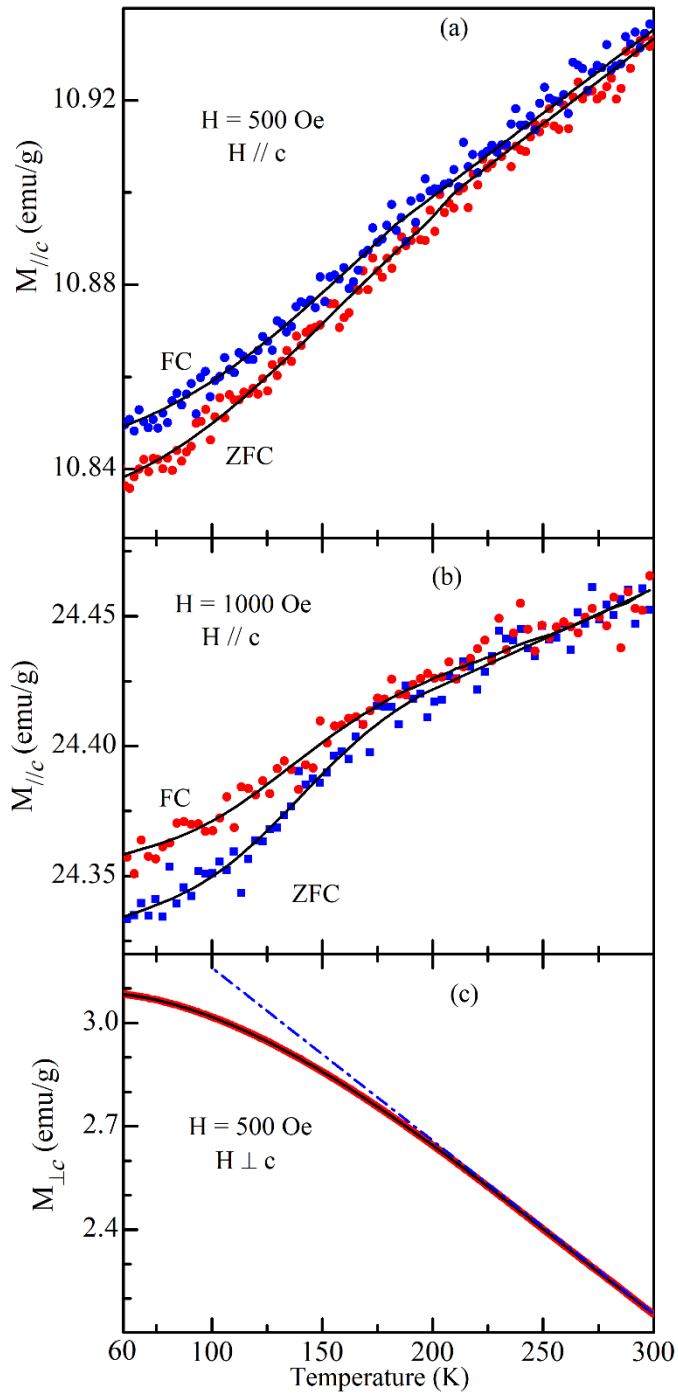 (a)
10.92
H = 500 Oe
H // c
M//c (emu/g)
10.88
FC
ZFC
10.84
(b)
H = 1000 Oe
H // c
24.45
M//c (emu/g)
24.40
FC
24.35
ZFC
(c)
3.0
M⊥c (emu/g)
2.7
H = 500 Oe
H ⊥ c
2.4
60 100 150 200 250 300
Temperature (K)